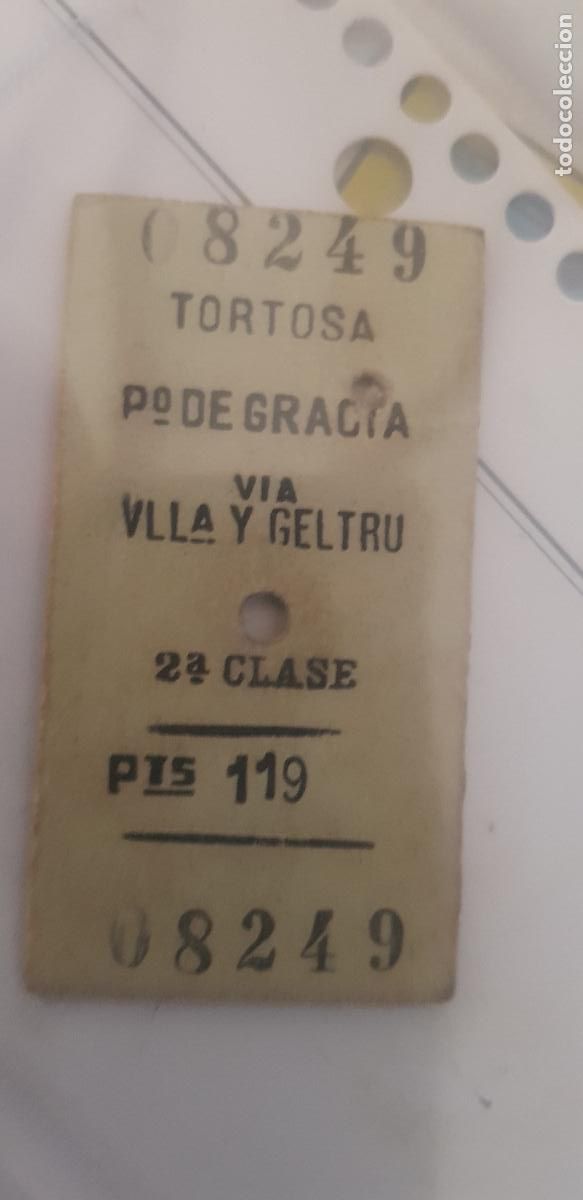 08249
TORTOSA
Pº DE GRACIA
VIA
VLLA Y GELTRU
2ª CLASE
PTS 119
08249
todocoleccion